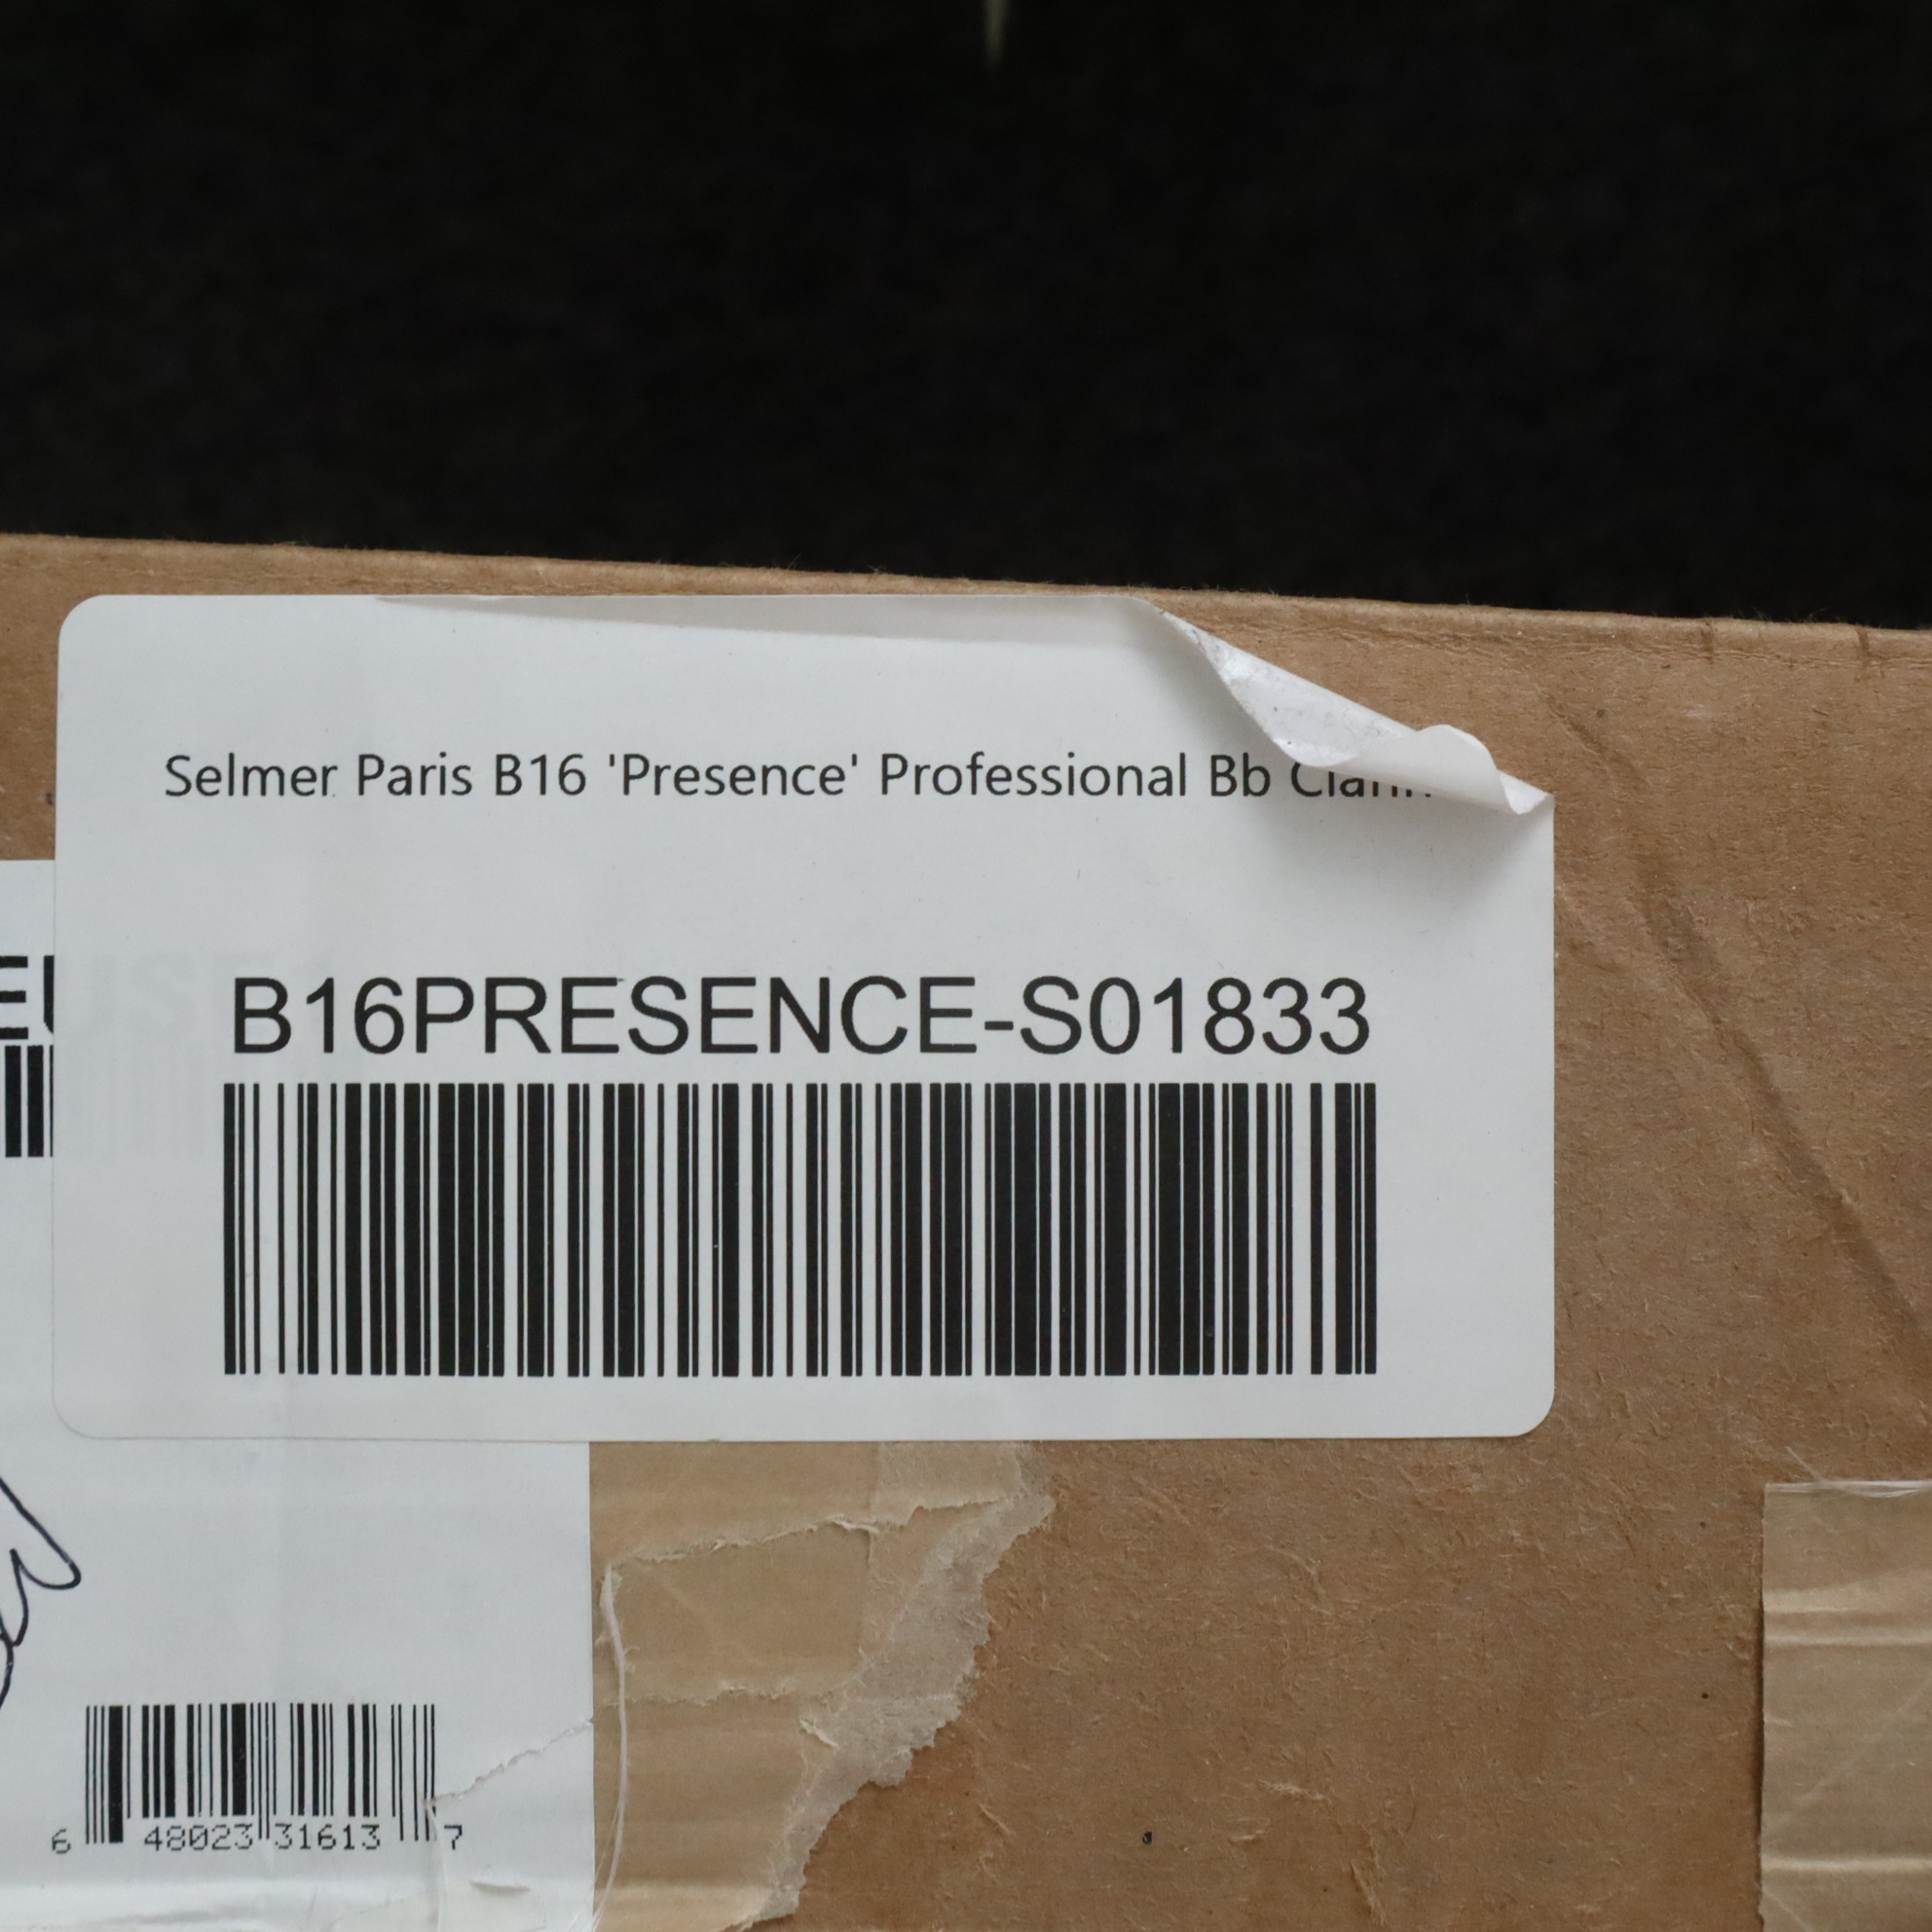 Selmer Paris B16 'Presence' Professional Bb
B16PRESENCE-S01833
6 48023 31613 7